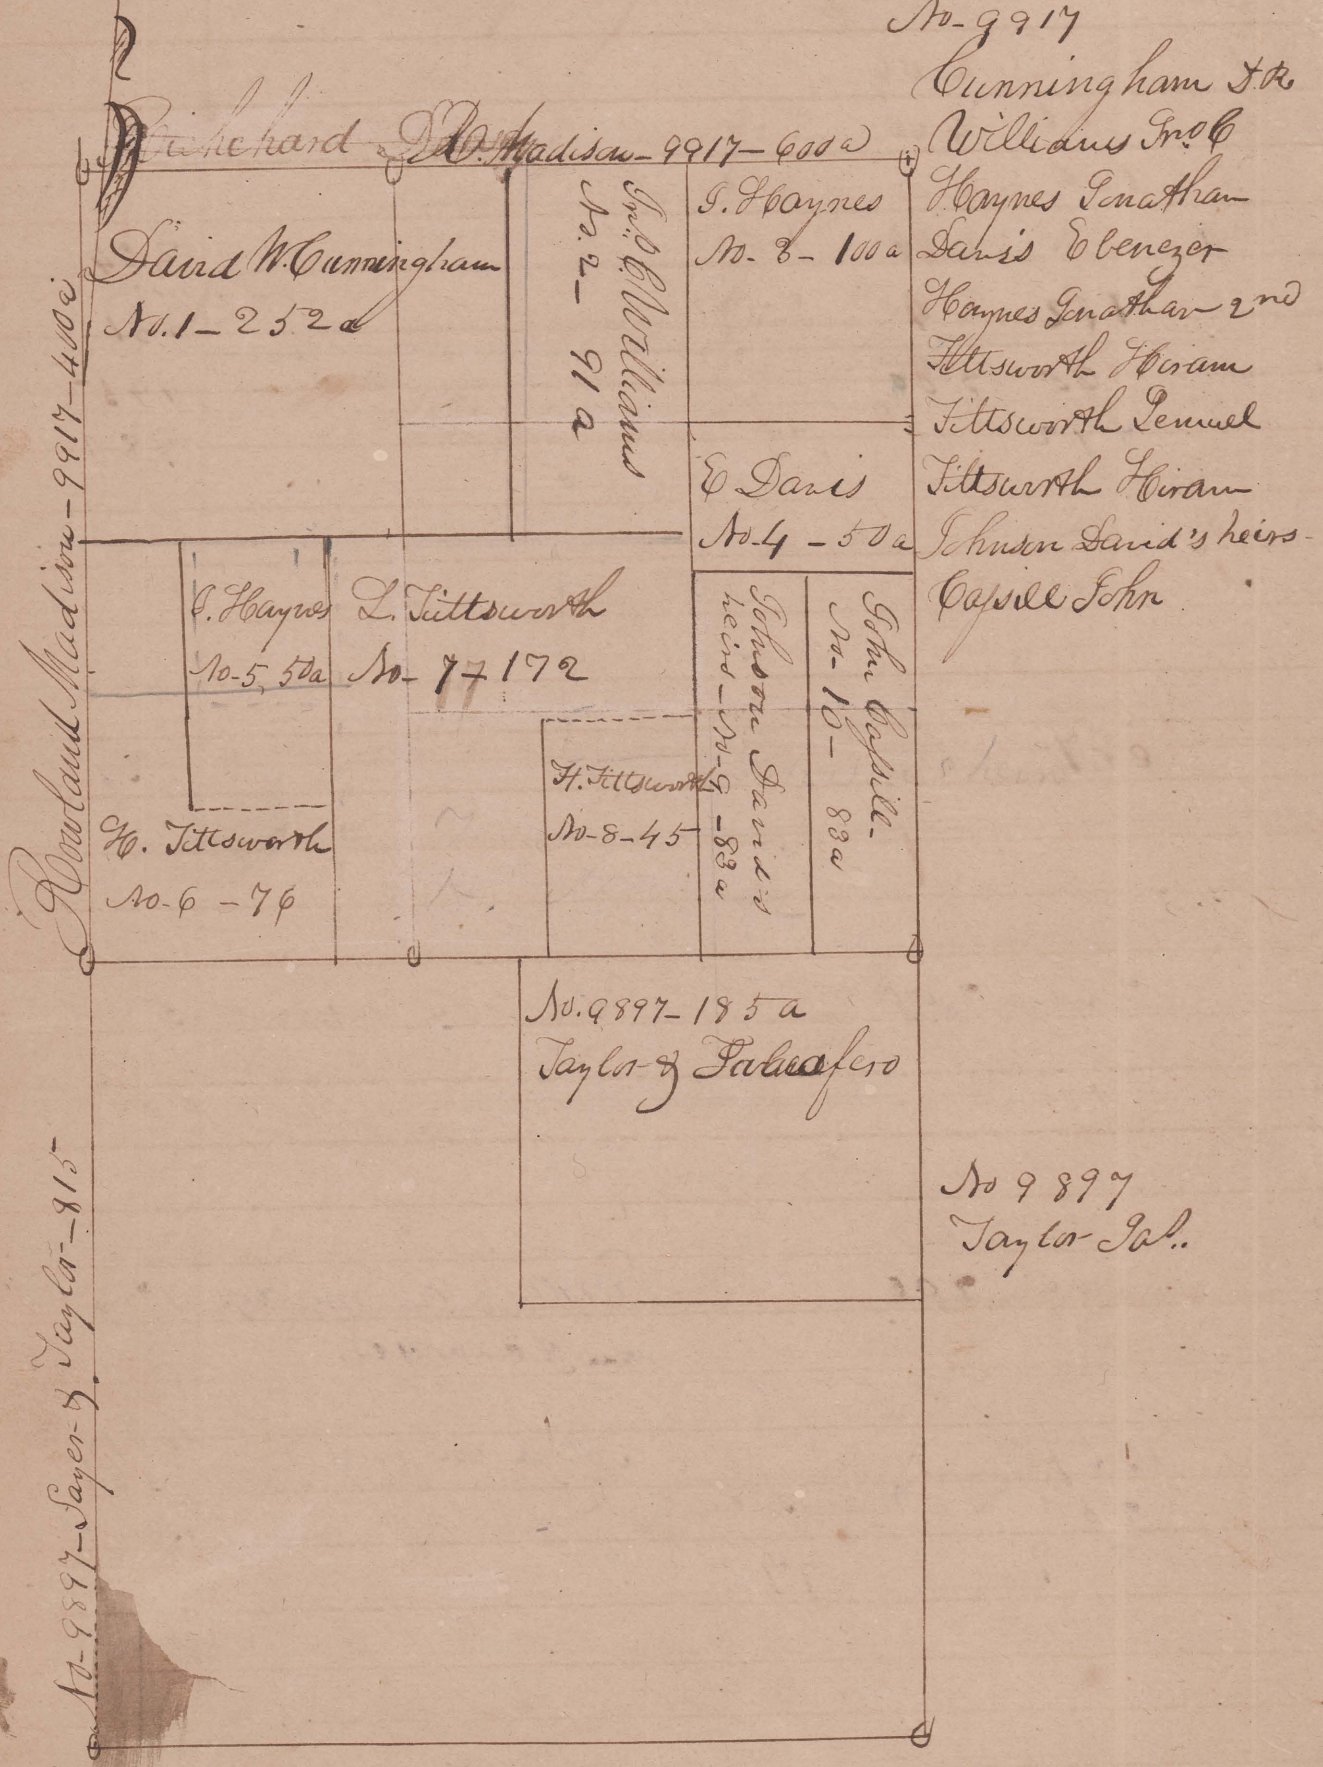 No- 9917
Cunningham D.R.
Williams Jno. C
Haynes Jonathan
Davis Ebenezer
Haynes Jonathan 2nd
Tittsworth Hiram
Tittsworth Lemuel
Tittsworth Hiram
Johnson David's heirs-
Cassill John
Prichard
Madison- 9917- 600a
David W. Cunningham
No. 1- 252a
Jno. C. Williams
No. 2- 91a
J. Haynes
No- 3- 100a
E Davis
No-4 - 50a
J. Haynes
No-5, 50a
L. Tittsworth
No- 7- 172
H. Tittsworth
No-8-45
Johnson David's
heirs- No-9 -83a
John Cassill-
No- 10- 83a
H. Tittsworth
No-6 -76
Rowland Madison- 9917- 400a
No. 9897- 185a
Taylor & Taliaferro
No 9897
Taylor
No- 9897- Sayer & Taylor- 815